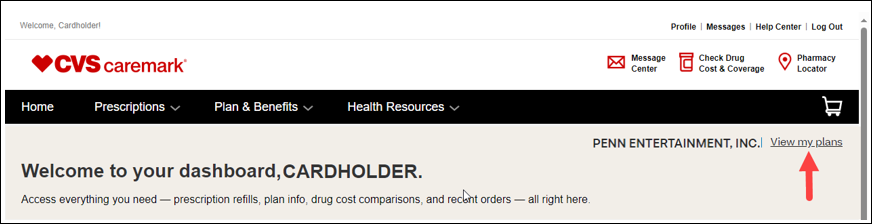 Welcome, Cardholder!
Profile | Messages | Help Center | Log Out
CVS caremark®
Message Center
Check Drug Cost & Coverage
Pharmacy Locator
Home Prescriptions Plan & Benefits Health Resources
PENN ENTERTAINMENT, INC.| View my plans
Welcome to your dashboard,CARDHOLDER.
Access everything you need — prescription refills, plan info, drug cost comparisons, and recent orders — all right here.